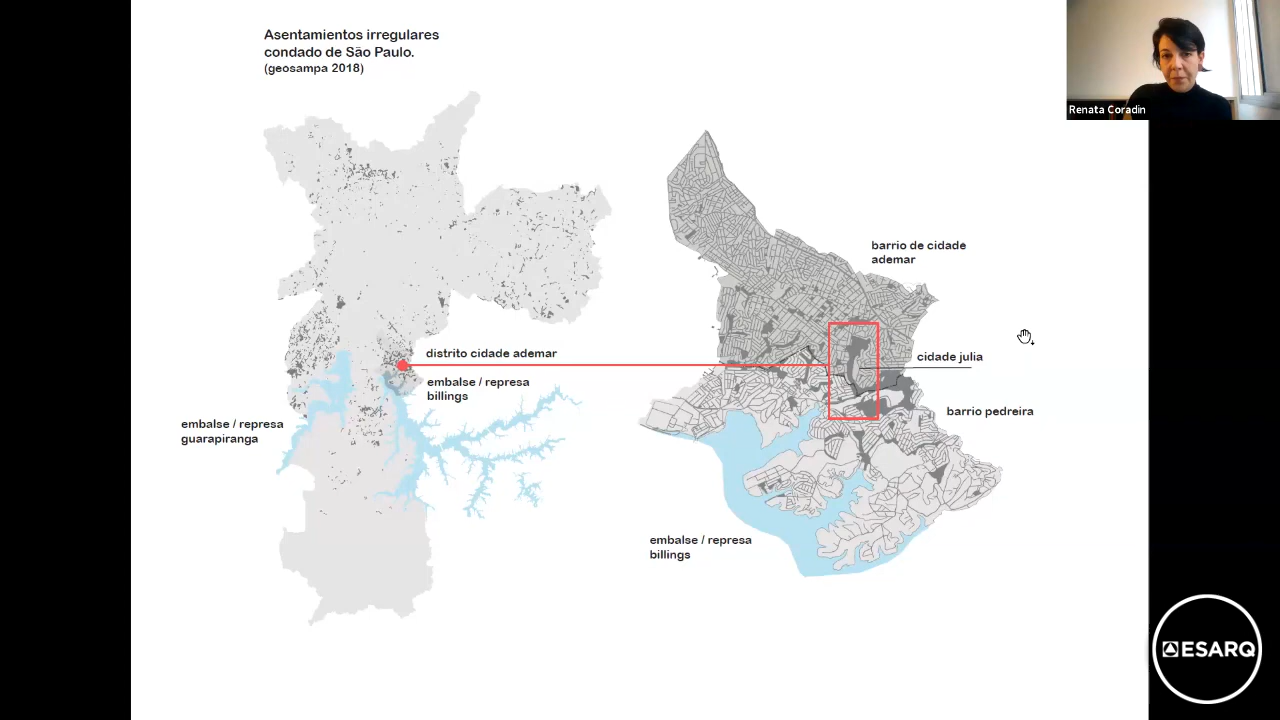 Asentamientos irregulares
condado de São Paulo.
(geosampa 2018)
Renata Coradin
barrio de cidade
ademar
distrito cidade ademar
cidade julia
embalse / represa
billings
barrio pedreira
embalse / represa
guarapiranga
embalse / represa
billings
ESARQ